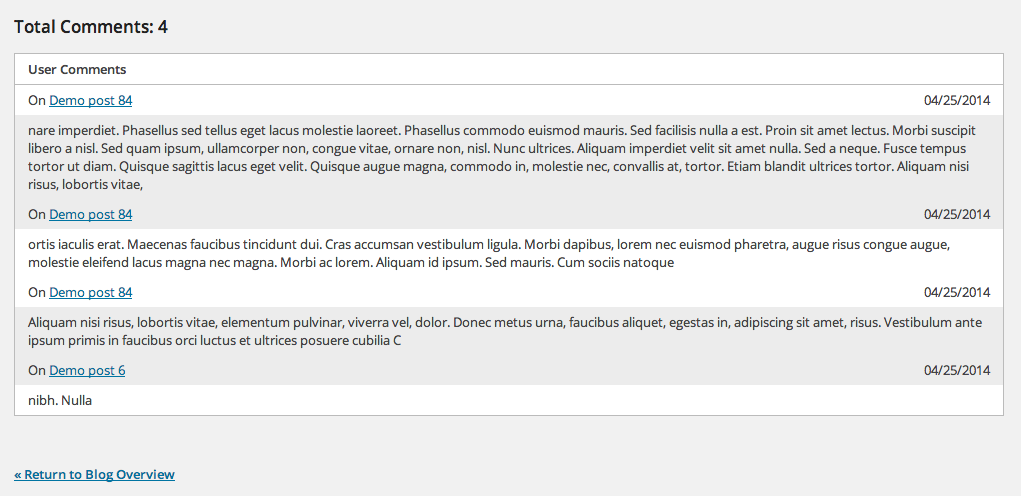 Total Comments: 4
User Comments
On Demo post 84 04/25/2014
nare imperdiet. Phasellus sed tellus eget lacus molestie laoreet. Phasellus commodo euismod mauris. Sed facilisis nulla a est. Proin sit amet lectus. Morbi suscipit
libero a nisl. Sed quam ipsum, ullamcorper non, congue vitae, ornare non, nisl. Nunc ultrices. Aliquam imperdiet velit sit amet nulla. Sed a neque. Fusce tempus
tortor ut diam. Quisque sagittis lacus eget velit. Quisque augue magna, commodo in, molestie nec, convallis at, tortor. Etiam blandit ultrices tortor. Aliquam nisi
risus, lobortis vitae,
On Demo post 84 04/25/2014
ortis iaculis erat. Maecenas faucibus tincidunt dui. Cras accumsan vestibulum ligula. Morbi dapibus, lorem nec euismod pharetra, augue risus congue augue,
molestie eleifend lacus magna nec magna. Morbi ac lorem. Aliquam id ipsum. Sed mauris. Cum sociis natoque
On Demo post 84 04/25/2014
Aliquam nisi risus, lobortis vitae, elementum pulvinar, viverra vel, dolor. Donec metus urna, faucibus aliquet, egestas in, adipiscing sit amet, risus. Vestibulum ante
ipsum primis in faucibus orci luctus et ultrices posuere cubilia C
On Demo post 6 04/25/2014
nibh. Nulla
« Return to Blog Overview